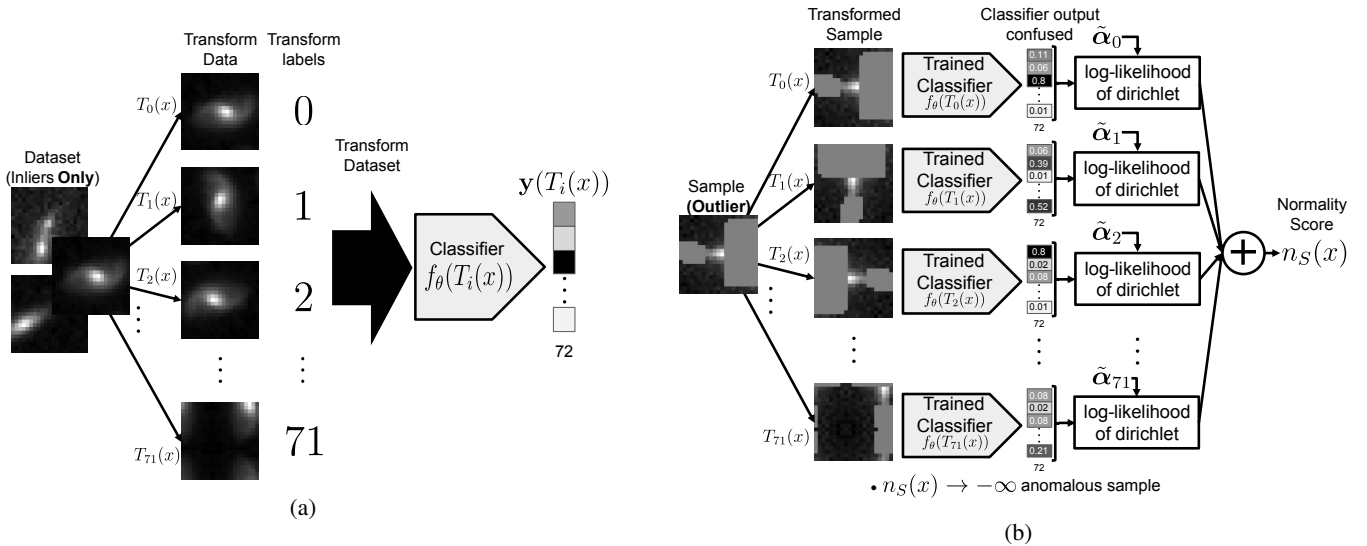 Transform
Data
Transform
labels
T_0(x)
0
Dataset
(Inliers Only)
T_1(x)
1
Transform
Dataset
T_2(x)
2
Classifier
f_θ(T_i(x))
y(T_i(x))
72
T_71(x)
71
(a)
Transformed
Sample
Classifier output
confused
Sample
(Outlier)
T_0(x)
Trained
Classifier
f_θ(T_0(x))
0.11
0.06
0.8
0.01
72
α̃_0
log-likelihood
of dirichlet
T_1(x)
Trained
Classifier
f_θ(T_1(x))
0.06
0.39
0.01
0.52
72
α̃_1
log-likelihood
of dirichlet
T_2(x)
Trained
Classifier
f_θ(T_2(x))
0.8
0.02
0.08
0.01
72
α̃_2
log-likelihood
of dirichlet
T_71(x)
Trained
Classifier
f_θ(T_71(x))
0.08
0.02
0.08
0.21
72
α̃_71
log-likelihood
of dirichlet
+
Normality
Score
n_S(x)
• n_S(x) → −∞ anomalous sample
(b)